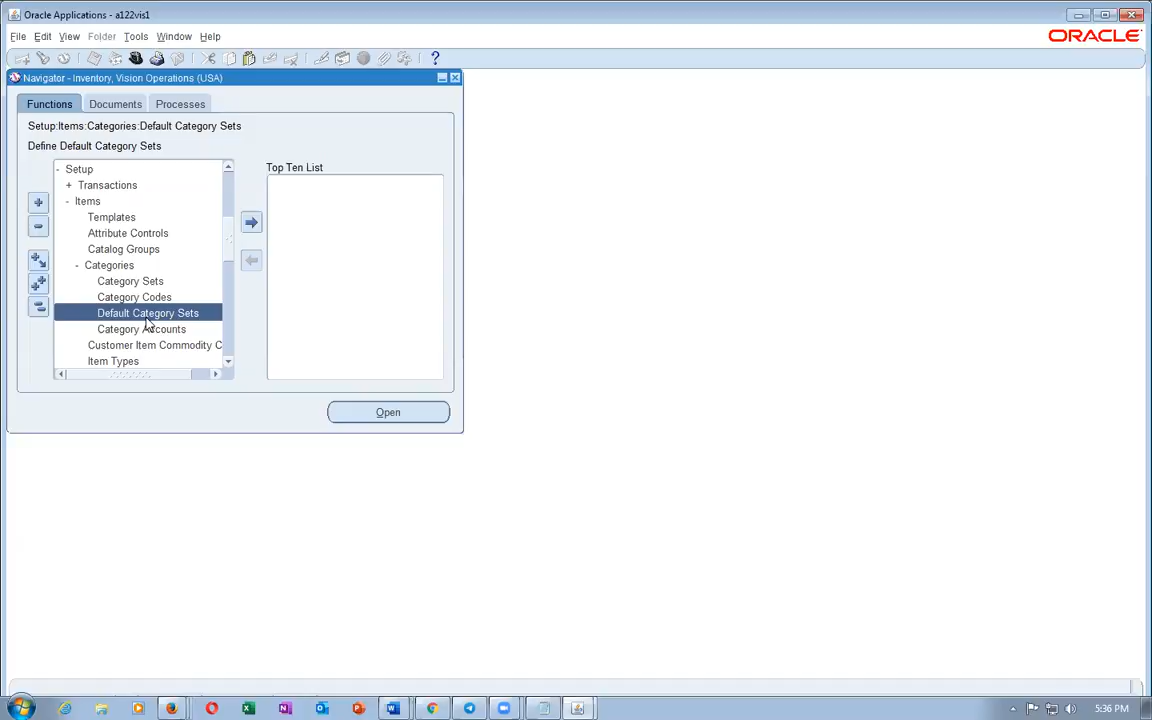 Oracle Applications - a122vis1
File Edit View Folder Tools Window Help
ORACLE
Navigator - Inventory, Vision Operations (USA)
Functions Documents Processes
Setup:Items:Categories:Default Category Sets
Define Default Category Sets
Top Ten List
- Setup
+ Transactions
- Items
Templates
Attribute Controls
Catalog Groups
- Categories
Category Sets
Category Codes
Default Category Sets
Category Accounts
Customer Item Commodity C
Item Types
Open
5:36 PM